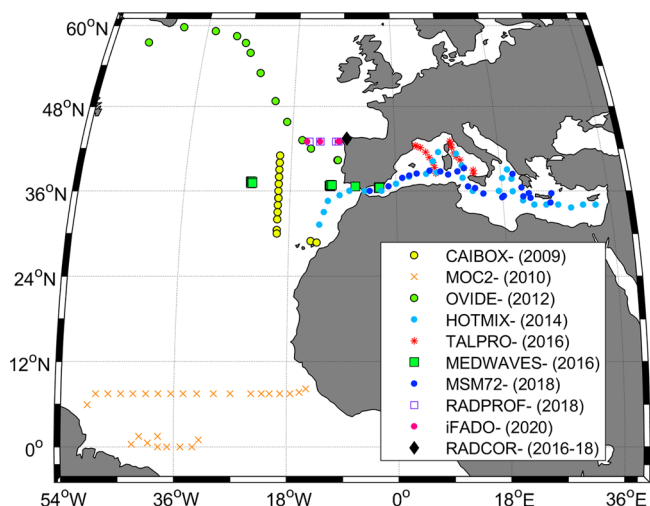 60°N
48°N
36°N
24°N
12°N
0°
CAIBOX- (2009)
MOC2- (2010)
OVIDE- (2012)
HOTMIX- (2014)
TALPRO- (2016)
MEDWAVES- (2016)
MSM72- (2018)
RADPROF- (2018)
iFADO- (2020)
RADCOR- (2016-18)
54°W 36°W 18°W 0° 18°E 36°E